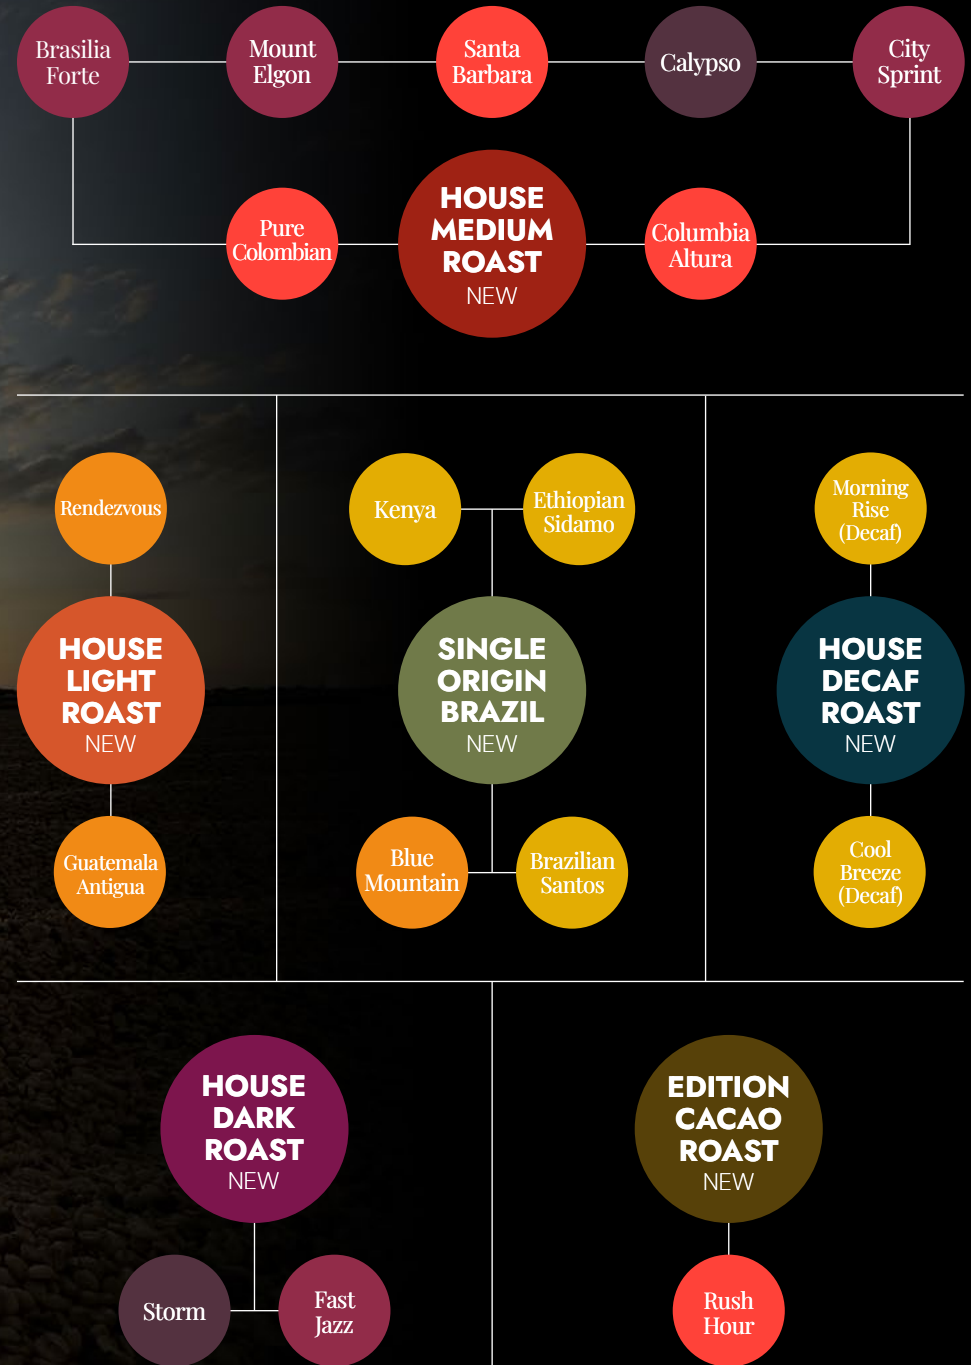 Brasilia
Forte
Mount
Elgon
Santa
Barbara
Calypso
City
Sprint
Pure
Colombian
HOUSE
MEDIUM
ROAST
NEW
Columbia
Altura
Rendezvous
HOUSE
LIGHT
ROAST
NEW
Guatemala
Antigua
Kenya
Ethiopian
Sidamo
SINGLE
ORIGIN
BRAZIL
NEW
Blue
Mountain
Brazilian
Santos
Morning
Rise
(Decaf)
HOUSE
DECAF
ROAST
NEW
Cool
Breeze
(Decaf)
HOUSE
DARK
ROAST
NEW
Storm
Fast
Jazz
EDITION
CACAO
ROAST
NEW
Rush
Hour